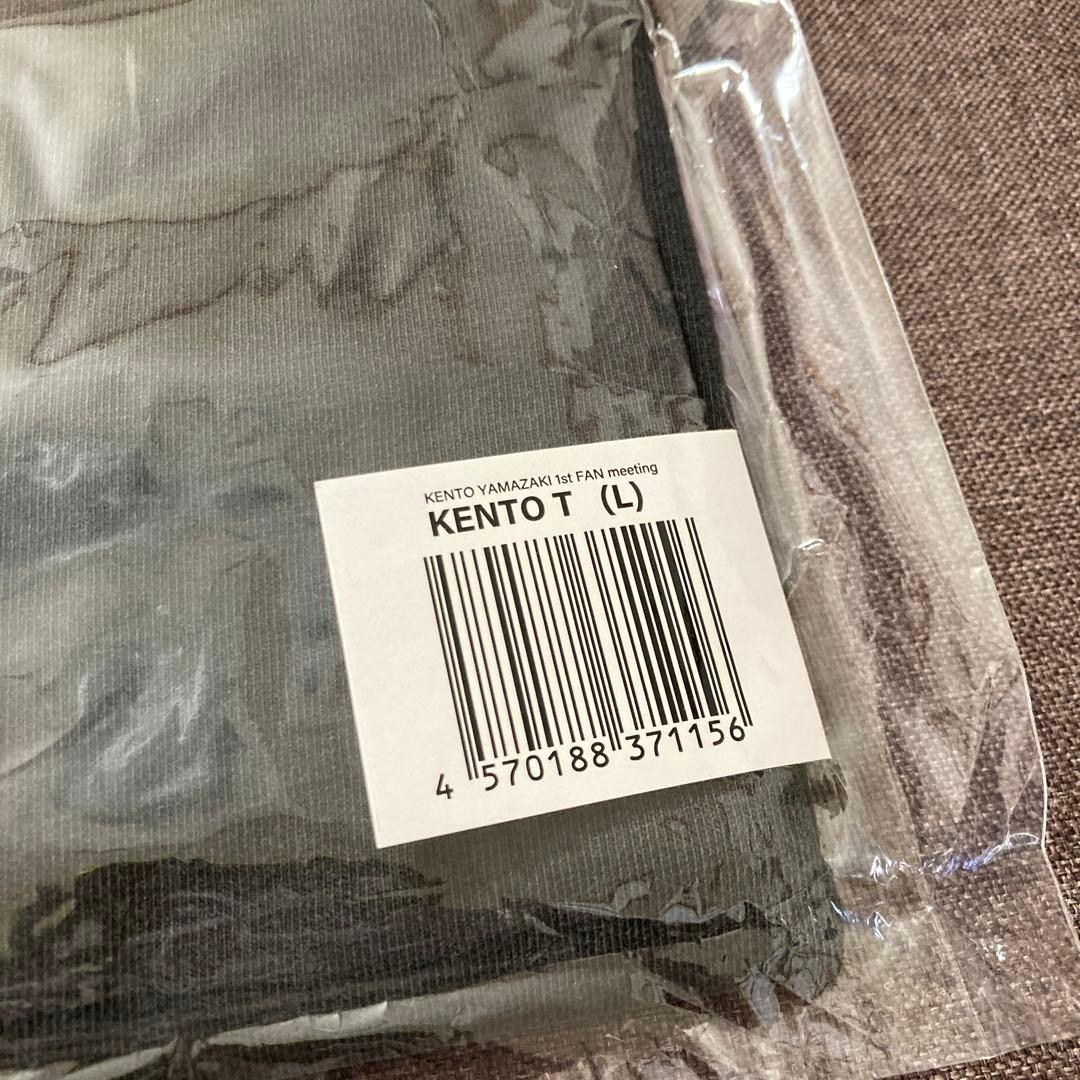 KENTO YAMAZAKI 1st FAN meeting
KENTO T (L)
4 570188 371156